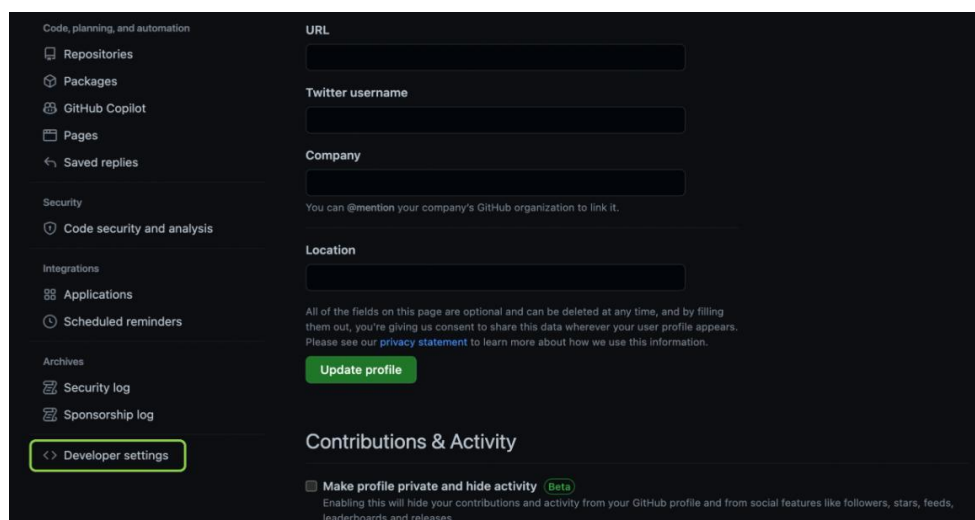 Code, planning, and automation
Repositories
Packages
GitHub Copilot
Pages
Saved replies
Security
Code security and analysis
Integrations
Applications
Scheduled reminders
Archives
Security log
Sponsorship log
Developer settings
URL
Twitter username
Company
You can @mention your company's GitHub organization to link it.
Location
All of the fields on this page are optional and can be deleted at any time, and by filling
them out, you're giving us consent to share this data wherever your user profile appears.
Please see our privacy statement to learn more about how we use this information.
Update profile
Contributions & Activity
Make profile private and hide activity Beta
Enabling this will hide your contributions and activity from your GitHub profile and from social features like followers, stars, feeds,
leaderboards and releases.